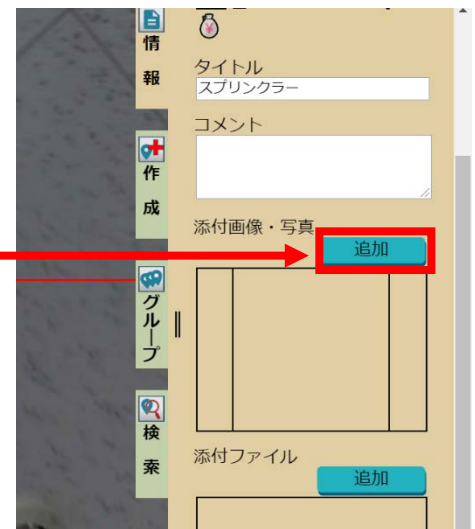 情報
タイトル
スプリンクラー
コメント
作成
添付画像・写真
追加
グループ
検索
添付ファイル
追加